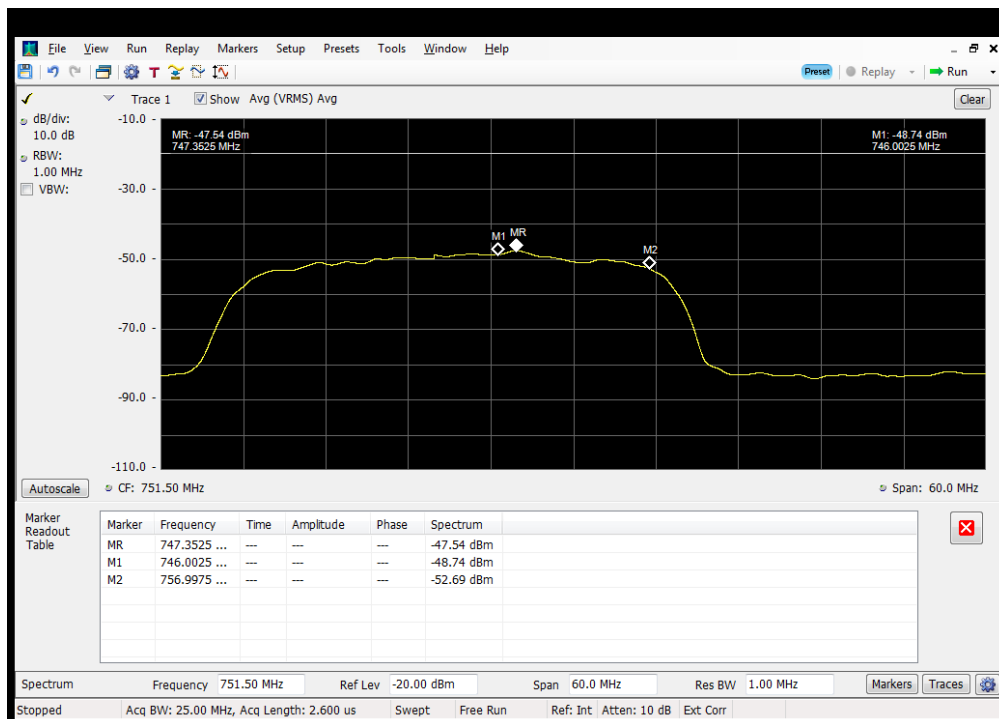 File View Run Replay Markers Setup Presets Tools Window Help
T Preset Replay Run
Trace 1 Show Avg (VRMS) Avg Clear
dB/div:
10.0 dB
RBW:
1.00 MHz
VBW:
-10.0
-30.0
-50.0
-70.0
-90.0
-110.0
MR: -47.54 dBm
747.3525 MHz
M1: -48.74 dBm
746.0025 MHz
M1 MR
M2
Autoscale CF: 751.50 MHz Span: 60.0 MHz
Marker
Readout
Table
Marker Frequency Time Amplitude Phase Spectrum
MR 747.3525 ... --- --- --- -47.54 dBm
M1 746.0025 ... --- --- --- -48.74 dBm
M2 756.9975 ... --- --- --- -52.69 dBm
Spectrum Frequency 751.50 MHz Ref Lev -20.00 dBm Span 60.0 MHz Res BW 1.00 MHz Markers Traces
Stopped Acq BW: 25.00 MHz, Acq Length: 2.600 us Swept Free Run Ref: Int Atten: 10 dB Ext Corr